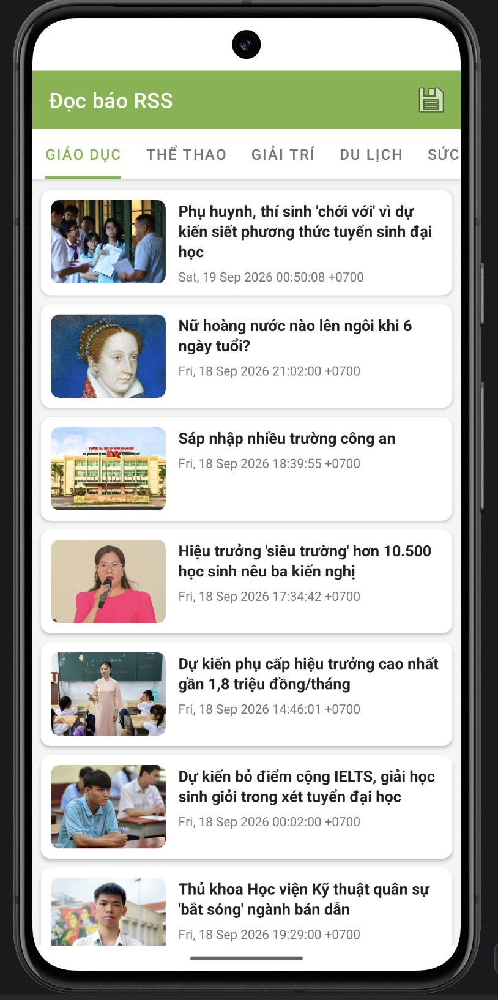 Đọc báo RSS
GIÁO DỤC THỂ THAO GIẢI TRÍ DU LỊCH SỨC
Phụ huynh, thí sinh 'chới với' vì dự
kiến siết phương thức tuyển sinh đại
học
Sat, 19 Sep 2026 00:50:08 +0700
Nữ hoàng nước nào lên ngôi khi 6
ngày tuổi?
Fri, 18 Sep 2026 21:02:00 +0700
TRƯỜNG ĐẠI HỌC AN NINH NHÂN DÂN
Sáp nhập nhiều trường công an
Fri, 18 Sep 2026 18:39:55 +0700
Hiệu trưởng 'siêu trường' hơn 10.500
học sinh nêu ba kiến nghị
Fri, 18 Sep 2026 17:34:42 +0700
Dự kiến phụ cấp hiệu trưởng cao nhất
gần 1,8 triệu đồng/tháng
Fri, 18 Sep 2026 14:46:01 +0700
Dự kiến bỏ điểm cộng IELTS, giải học
sinh giỏi trong xét tuyển đại học
Fri, 18 Sep 2026 00:02:00 +0700
Thủ khoa Học viện Kỹ thuật quân sự
'bắt sóng' ngành bán dẫn
Fri, 18 Sep 2026 19:29:00 +0700